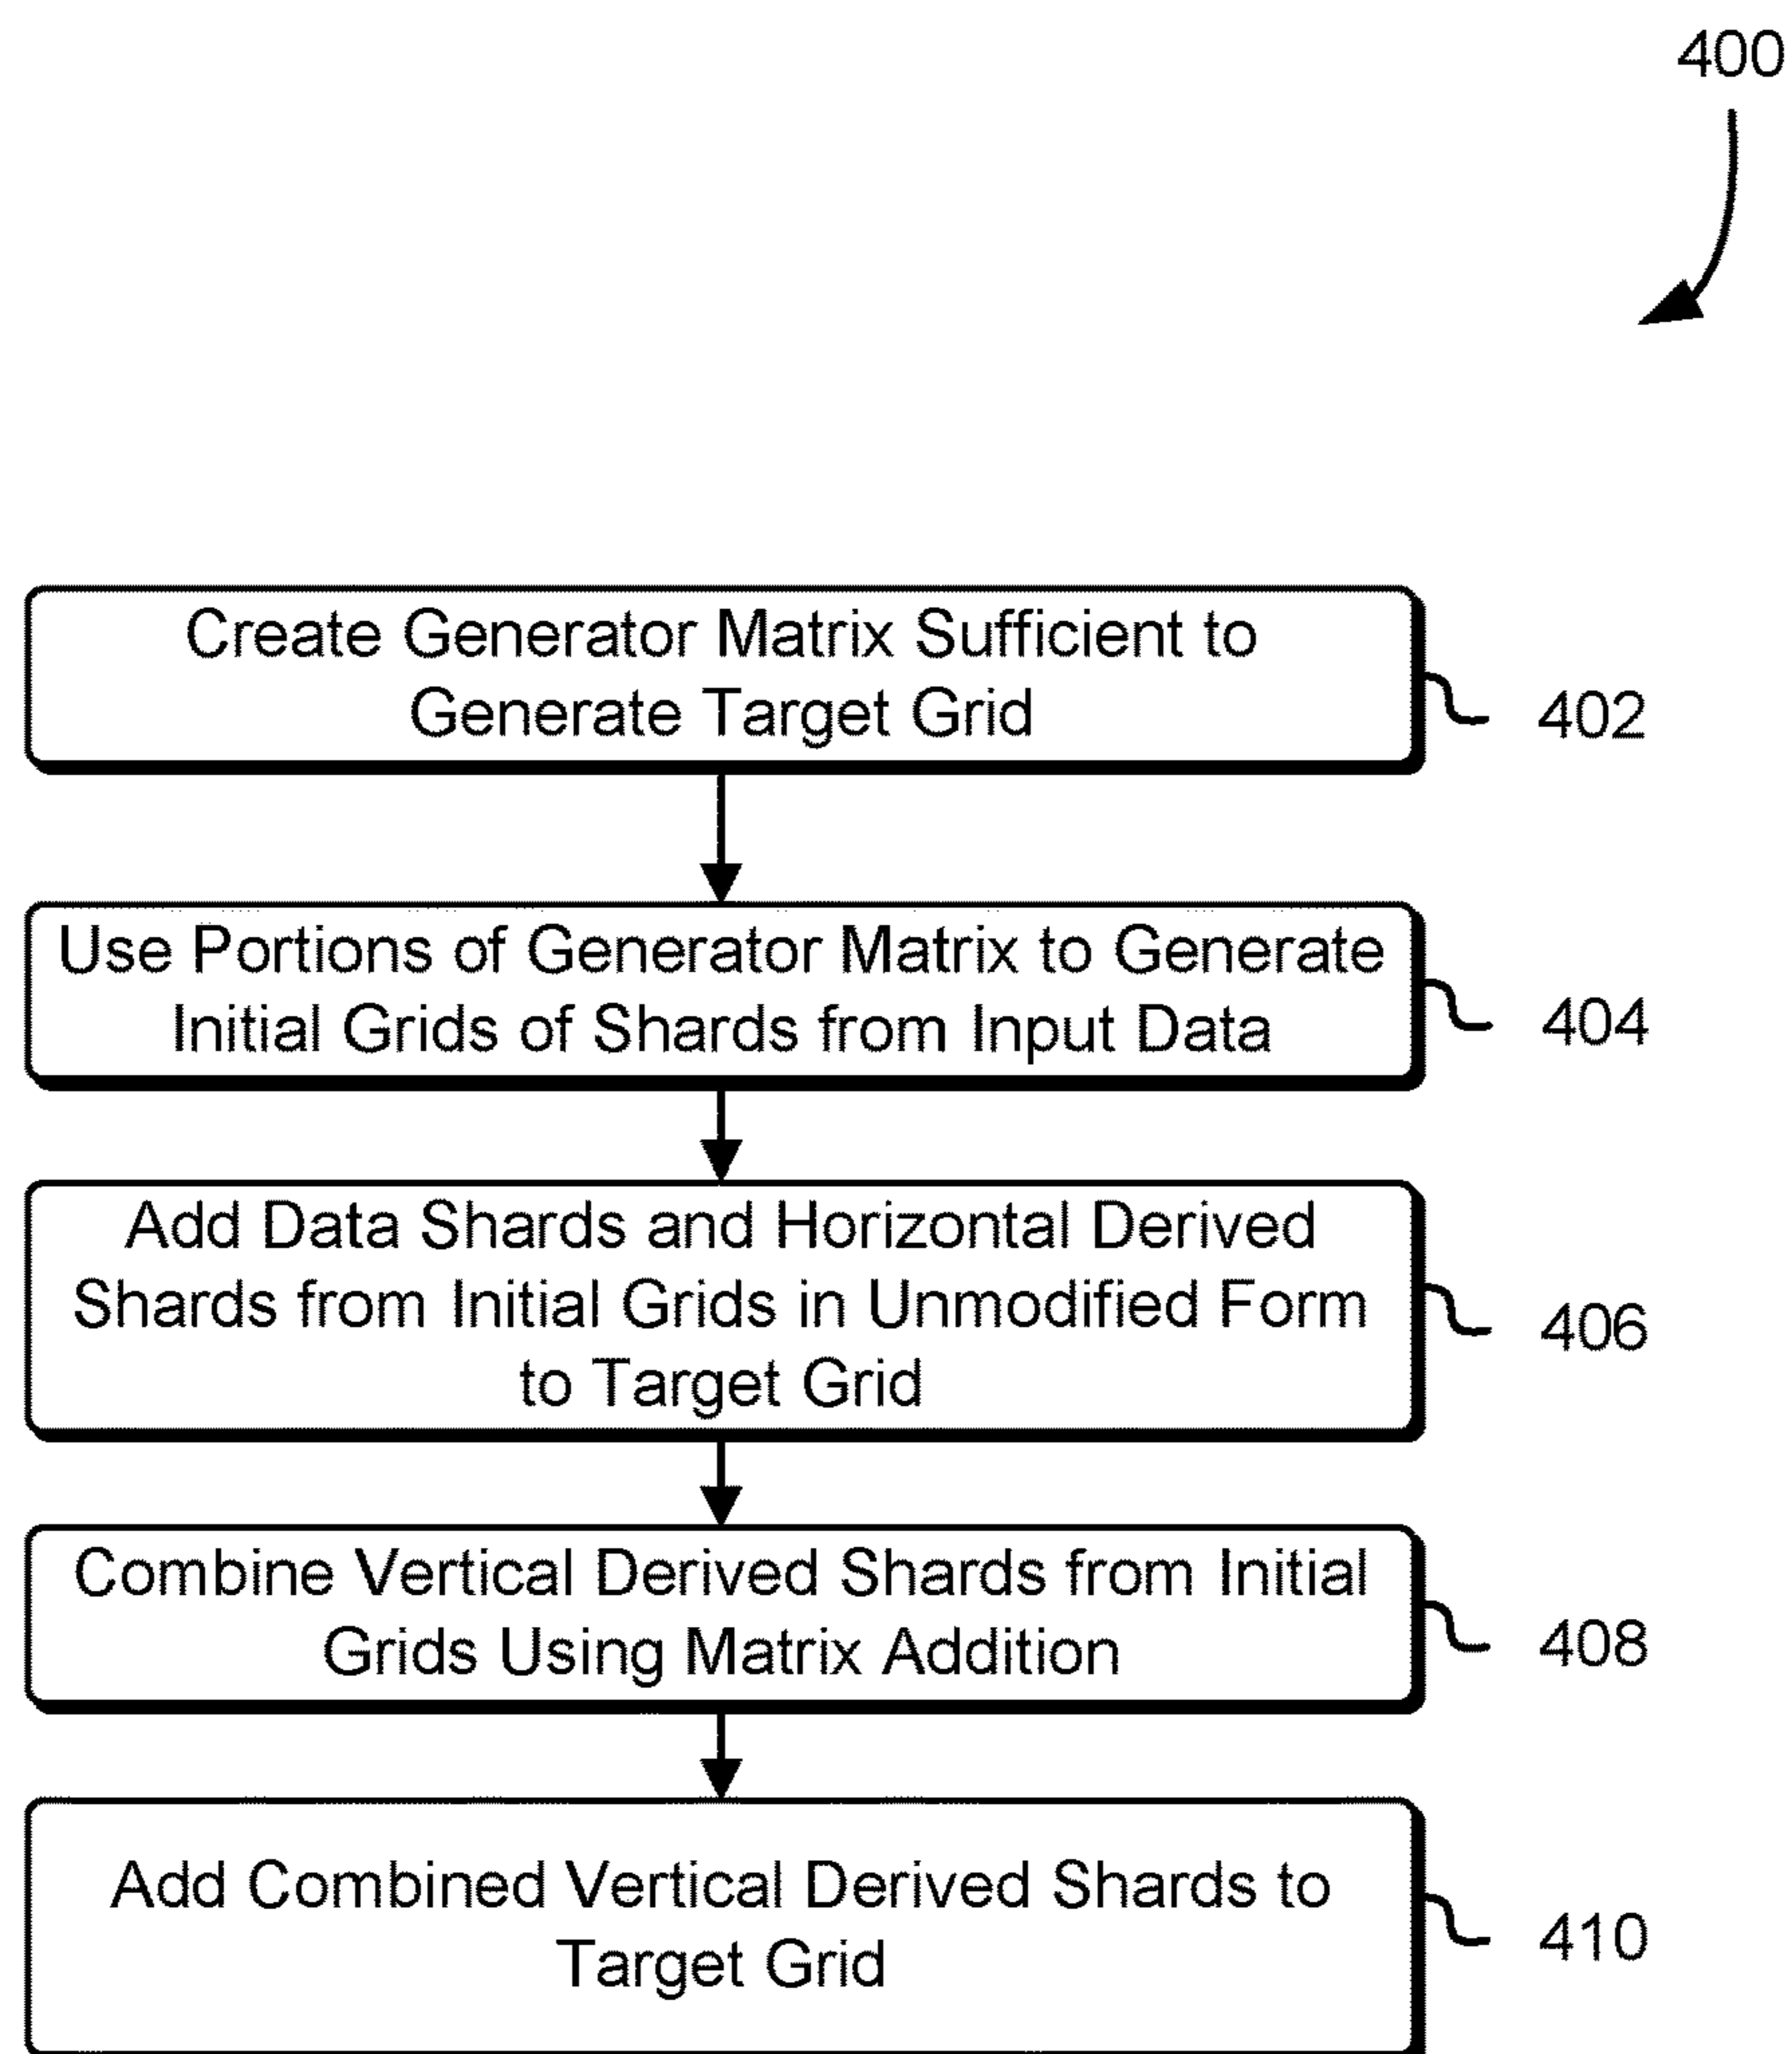 400
Create Generator Matrix Sufficient to
Generate Target Grid
402
Use Portions of Generator Matrix to Generate
Initial Grids of Shards from Input Data
404
Add Data Shards and Horizontal Derived
Shards from Initial Grids in Unmodified Form
to Target Grid
406
Combine Vertical Derived Shards from Initial
Grids Using Matrix Addition
408
Add Combined Vertical Derived Shards to
Target Grid
410